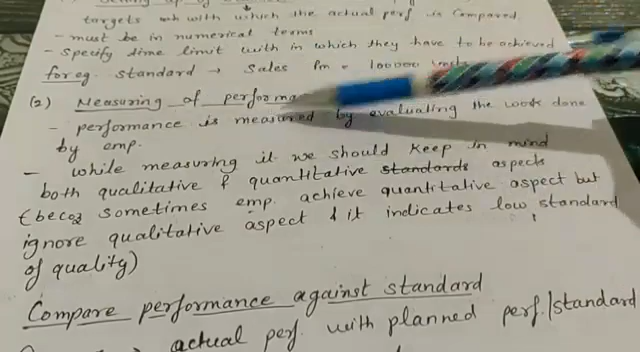 targets with which the actual perf is compared
- must be in numerical terms
- specify time limit with in which they have to be achieved
for eg. standard → Sales Pm = 100000 units
(2) Measuring of performa
- performance is measured by evaluating the work done
by emp.
- while measuring it we should keep in mind
both qualitative & quantitative standards aspects
(becoz sometimes emp. achieve quantitative aspect but
ignore qualitative aspect & it indicates low standard
of quality)
Compare performance against standard
actual perf. with planned perf./standard